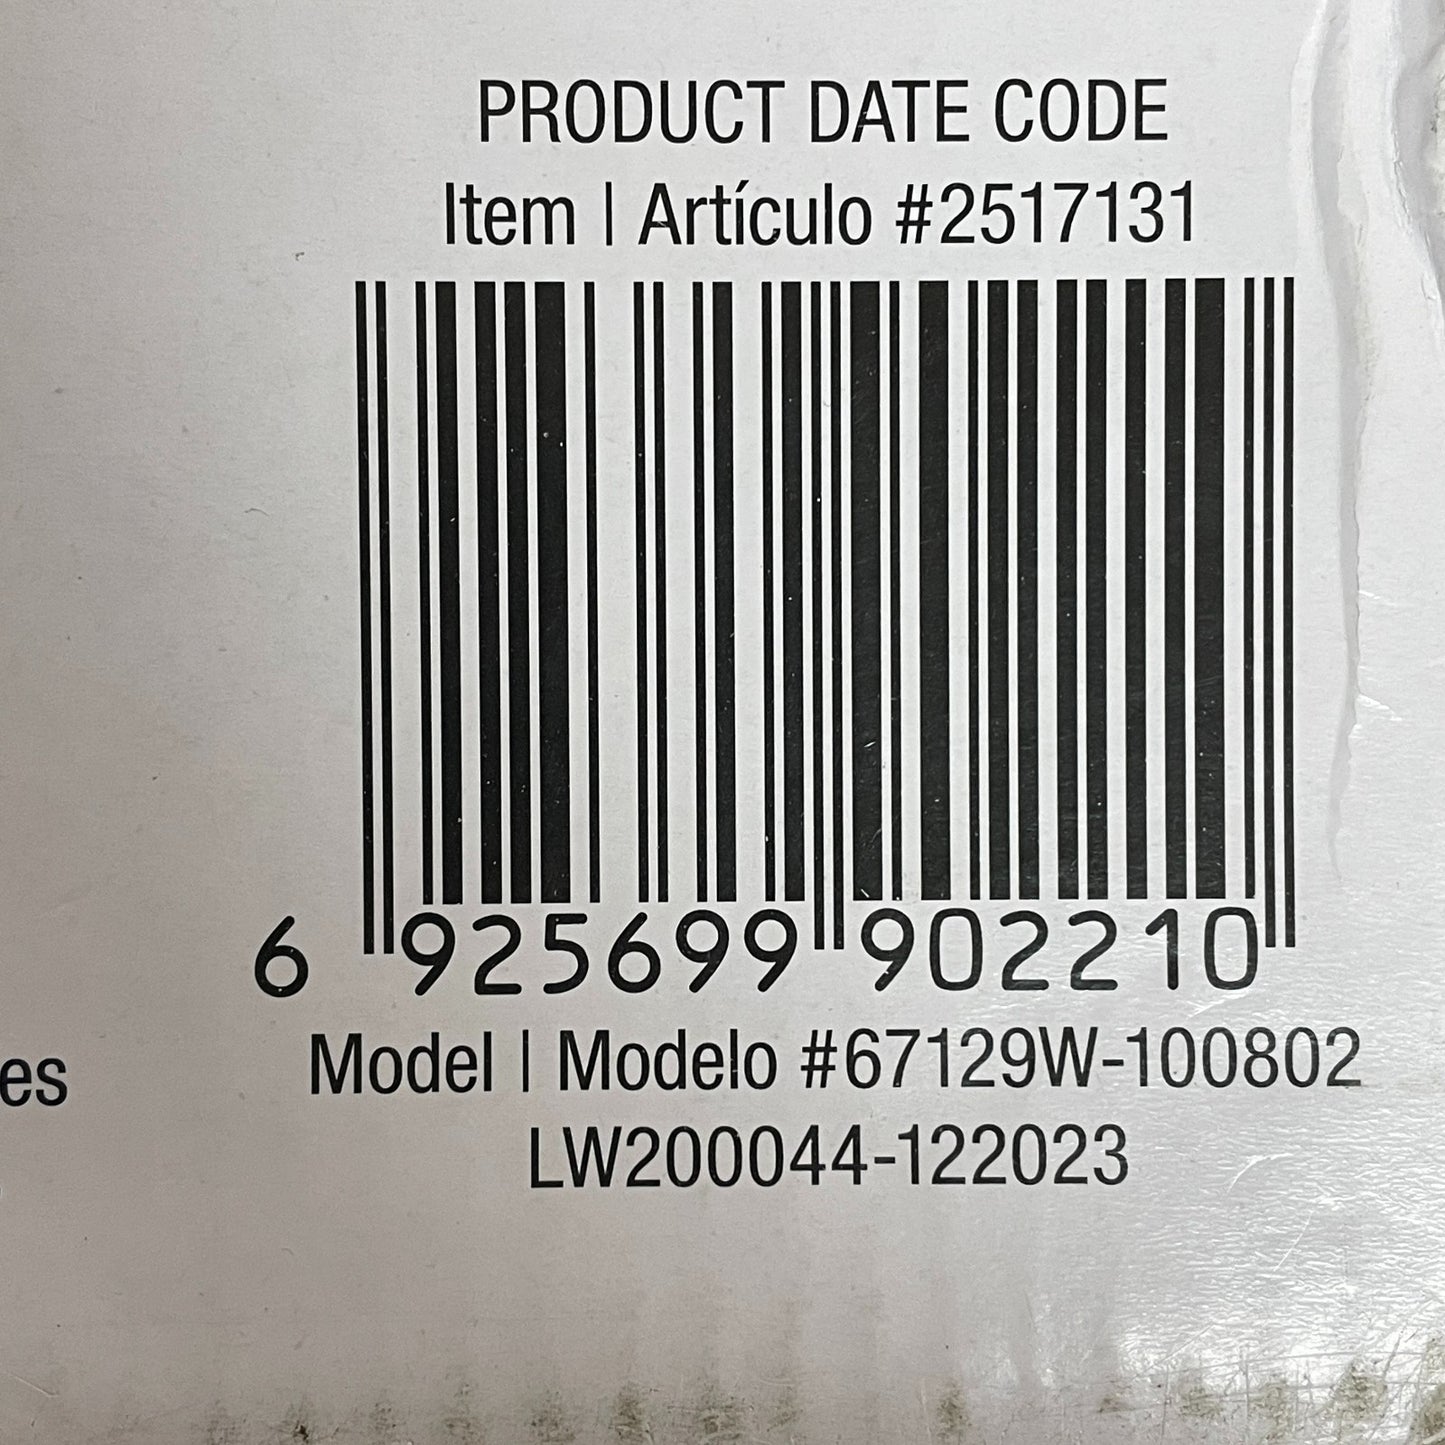 PRODUCT DATE CODE
Item | Artículo #2517131
6 925699 902210
es
Model | Modelo #67129W-100802
LW200044-122023